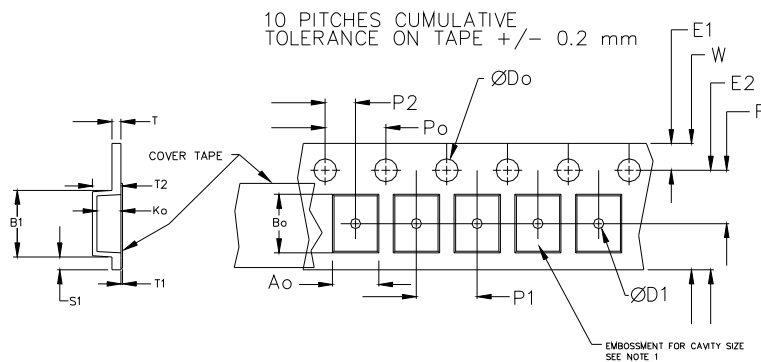 10 PITCHES CUMULATIVE
TOLERANCE ON TAPE +/- 0.2 mm
E1
W
ØDo
E2
P2
F
Po
T
COVER TAPE
T2
B1
Ko
Bo
S1
T1
Ao
P1
ØD1
EMBOSSMENT FOR CAVITY SIZE
SEE NOTE 1